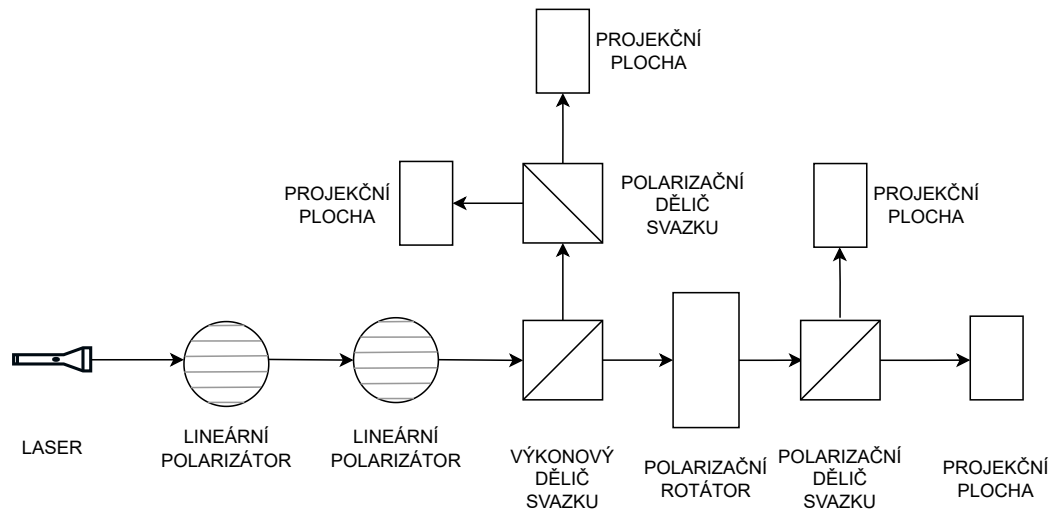 PROJEKČNÍ
PLOCHA
PROJEKČNÍ
PLOCHA
POLARIZAČNÍ
DĚLIČ
SVAZKU
PROJEKČNÍ
PLOCHA
LASER
LINEÁRNÍ
POLARIZÁTOR
LINEÁRNÍ
POLARIZÁTOR
VÝKONOVÝ
DĚLIČ
SVAZKU
POLARIZAČNÍ
ROTÁTOR
POLARIZAČNÍ
DĚLIČ
SVAZKU
PROJEKČNÍ
PLOCHA